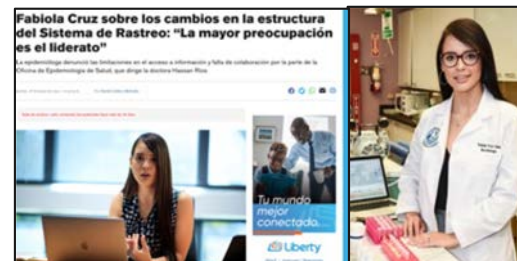 Fabiola Cruz sobre los cambios en la estructura
del Sistema de Rastreo: “La mayor preocupación
es el liderato”
La epidemióloga denunció las limitaciones en el acceso a información y falta de colaboración por la parte de la
Oficina de Epidemiología de Salud, que dirige la doctora Hassan Ríos
Tu mundo
mejor
conectado.
Liberty